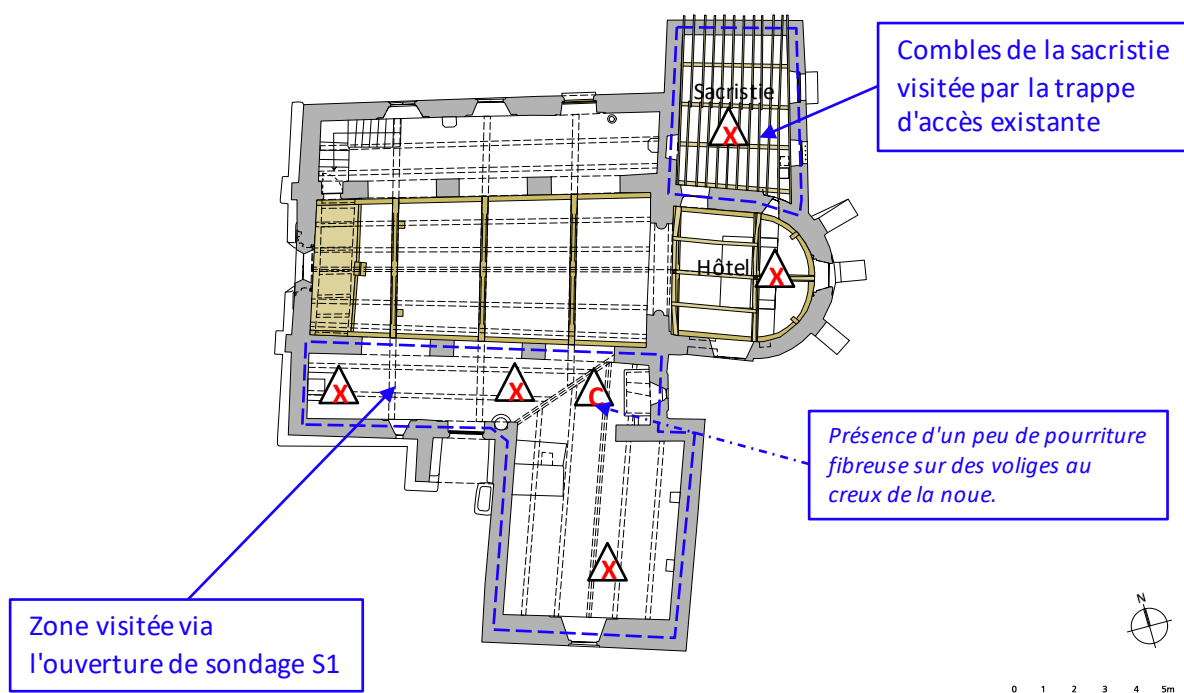 Combles de la sacristie
visitée par la trappe
d'accès existante
Sacristie
X
Hôtel
X
X
X
C
Présence d'un peu de pourriture
fibreuse sur des voliges au
creux de la noue.
X
Zone visitée via
l'ouverture de sondage S1
N
0 1 2 3 4 5m